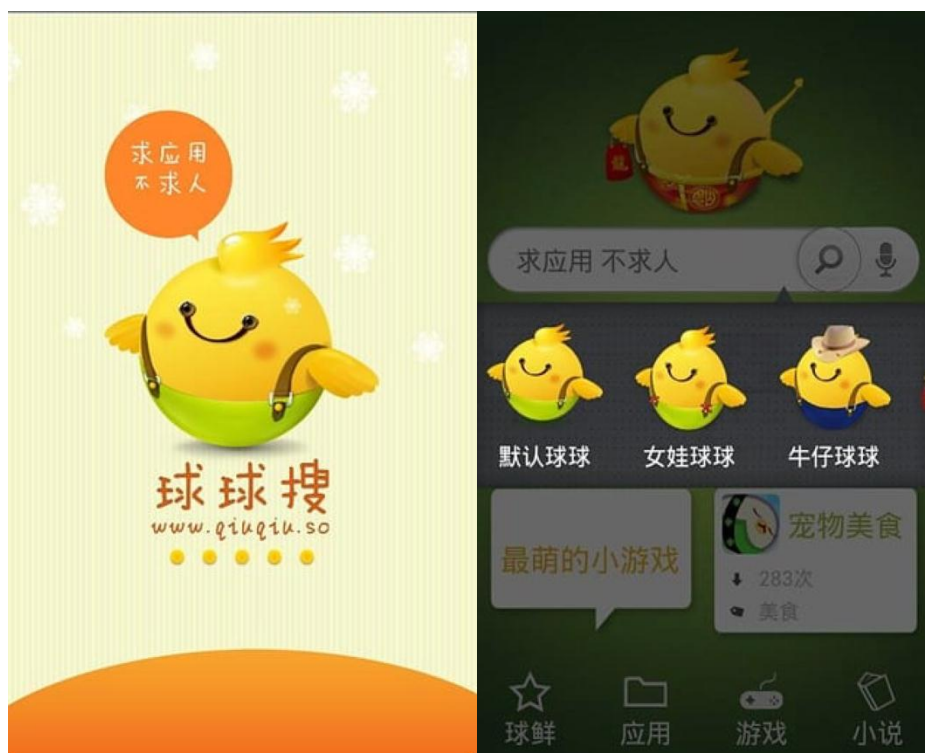 求应用
不求人
球球搜
www.qiuqiu.so
龍
求应用 不求人
默认球球
女娃球球
牛仔球球
最萌的小游戏
宠物美食
283次
美食
球鲜
应用
游戏
小说